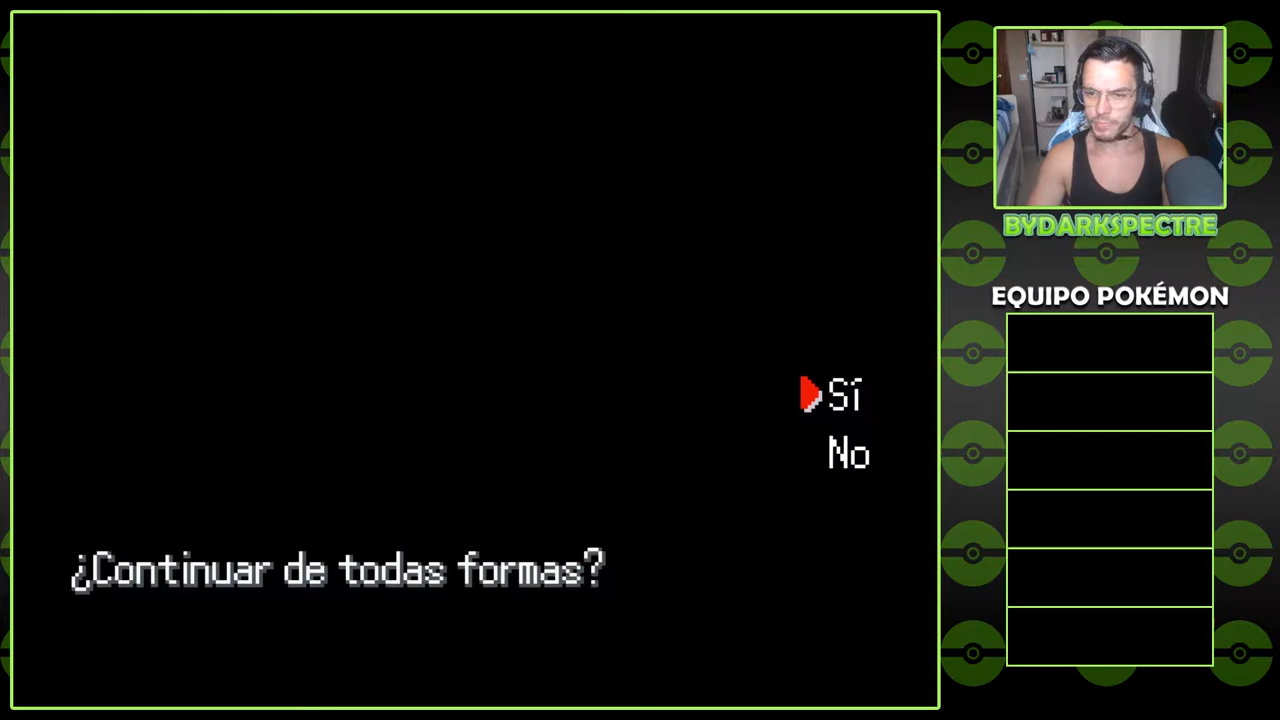 BYDARKSPECTRE
EQUIPO POKÉMON
Sí
No
¿Continuar de todas formas?